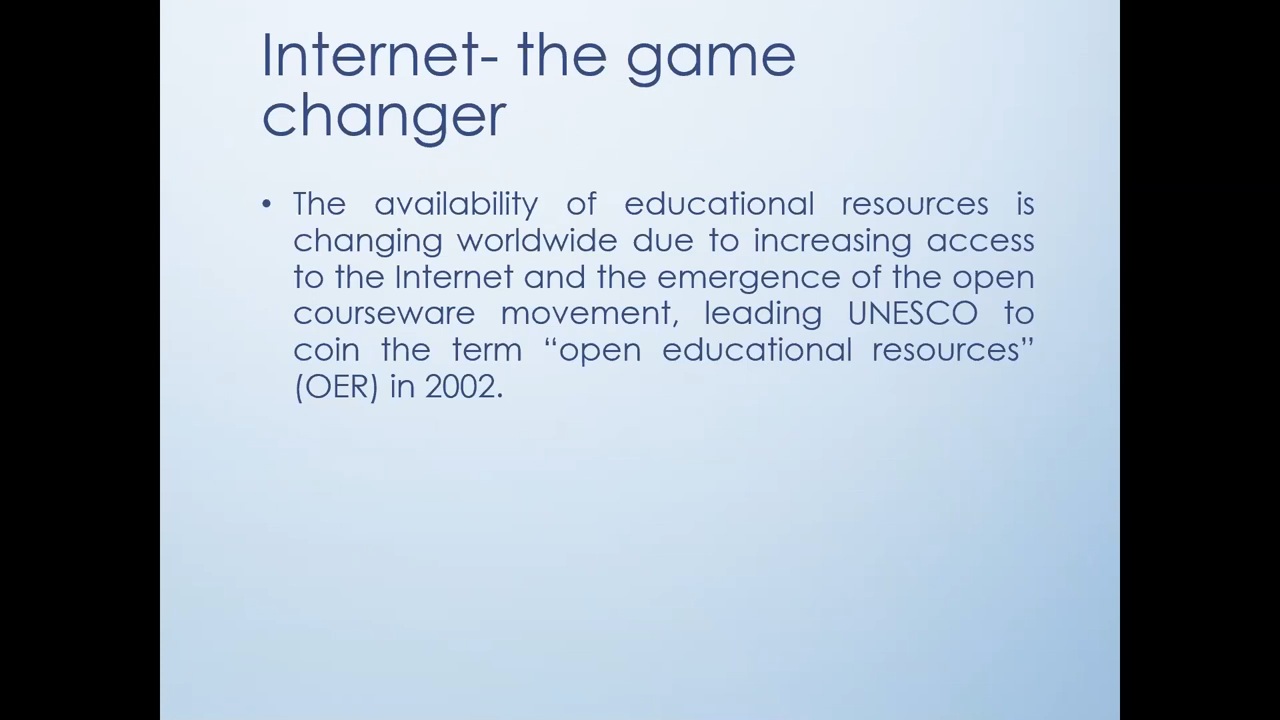 Internet- the game
changer
• The availability of educational resources is
changing worldwide due to increasing access
to the Internet and the emergence of the open
courseware movement, leading UNESCO to
coin the term “open educational resources”
(OER) in 2002.